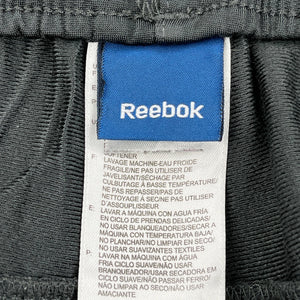 Reebok
SOFTENER
F: LAVAGE MACHINE-EAU FROIDE
FRAGILE/NE PAS UTILISER DE
JAVELISANT/SÉCHAGE PAR
CULBUTAGE À BASSE TEMPÉRATURE/
NE PAS REPASSER/NE PAS
NETTOYAGE À SEC/NE PAS UTILISER
D'ASSOUPLISSEUR
E: LAVAR A MÁQUINA CON AGUA FRÍA
EN CICLO DE PRENDAS DELICADAS/
NO USAR BLANQUEADORES/SECAR A
MÁQUINA CON TEMPERATURA BAJA/
NO PLANCHAR/NO LIMPIAR EN SECO/
NO USAR SUAVIZANTES TEXTILES
P: LAVAR À MÁQUINA COM ÁGUA
FRIA EM CICLO SUAVE/NÃO USAR
BRANQUEADOR/USAR SECADORA EM
CICLO SUAVE/NÃO PASSAR FERRO/
NÃO LIMPAR AO SECO/NÃO USAR
AMACIANTE